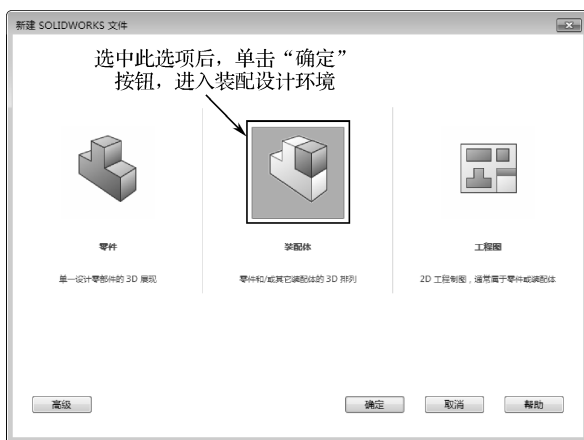 新建 SOLIDWORKS 文件
选中此选项后，单击“确定”
按钮，进入装配设计环境
零件
装配体
工程图
单一设计零部件的 3D 展现
零件和/或其它装配体的 3D 排列
2D 工程制图，通常属于零件或装配体
高级
确定
取消
帮助